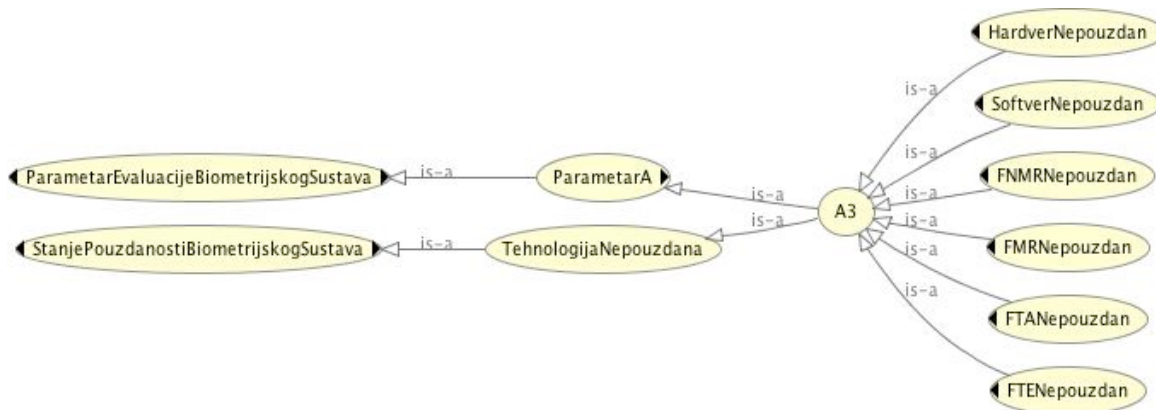 HardverNepouzdan
is-a
SoftverNepouzdan
is-a
ParametarEvaluacijeBiometrijskogSustava
is-a
ParametarA
is-a
FNMRNepouzdan
is-a
A3
StanjePouzdanostiBiometrijskogSustava
is-a
TehnologijaNepouzdana
is-a
is-a
FMRNepouzdan
is-a
FTANepouzdan
is-a
FTENepouzdan